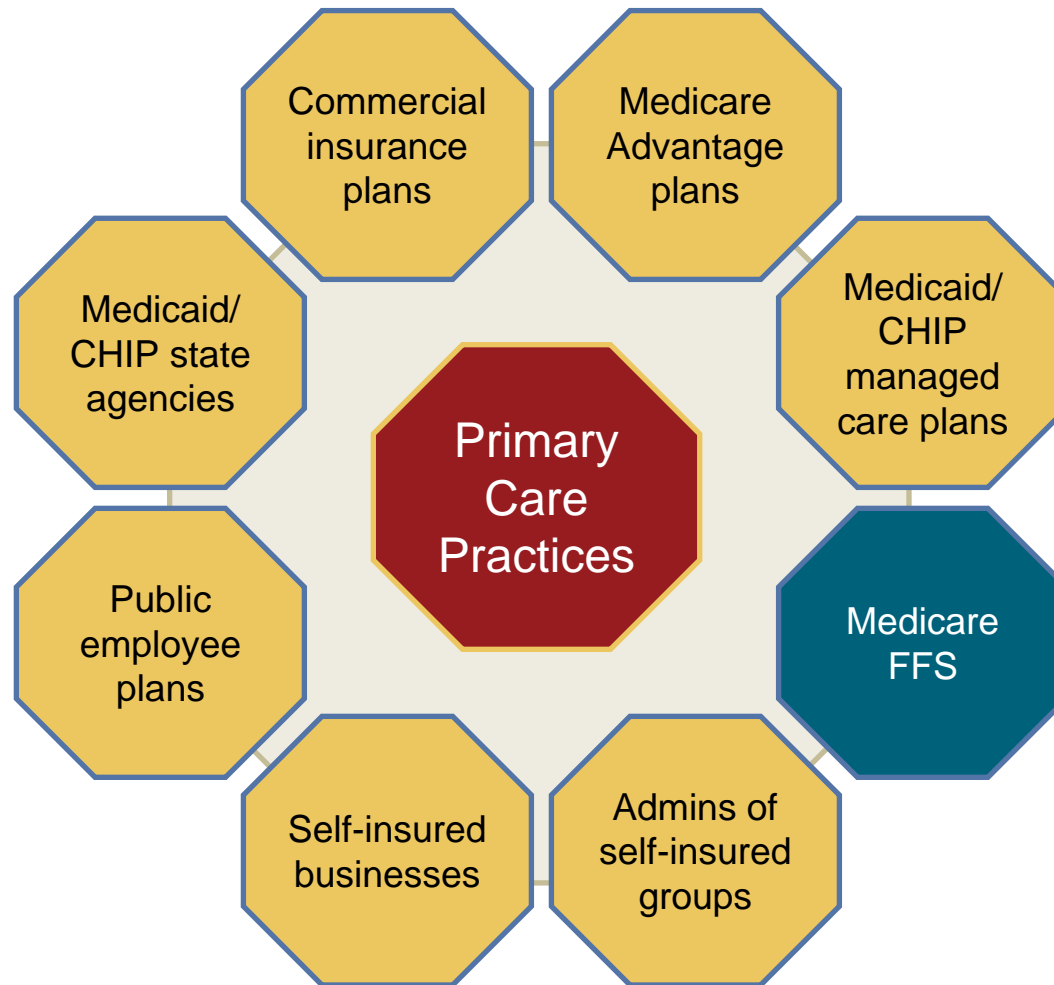 Commercial
insurance
plans
Medicare
Advantage
plans
Medicaid/
CHIP state
agencies
Medicaid/
CHIP
managed
care plans
Primary
Care
Practices
Public
employee
plans
Medicare
FFS
Self-insured
businesses
Admins of
self-insured
groups